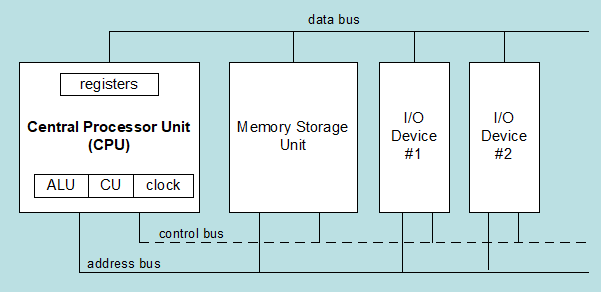 data bus
registers
Central Processor Unit
(CPU)
ALU
CU
clock
Memory Storage
Unit
I/O
Device
#1
I/O
Device
#2
control bus
address bus